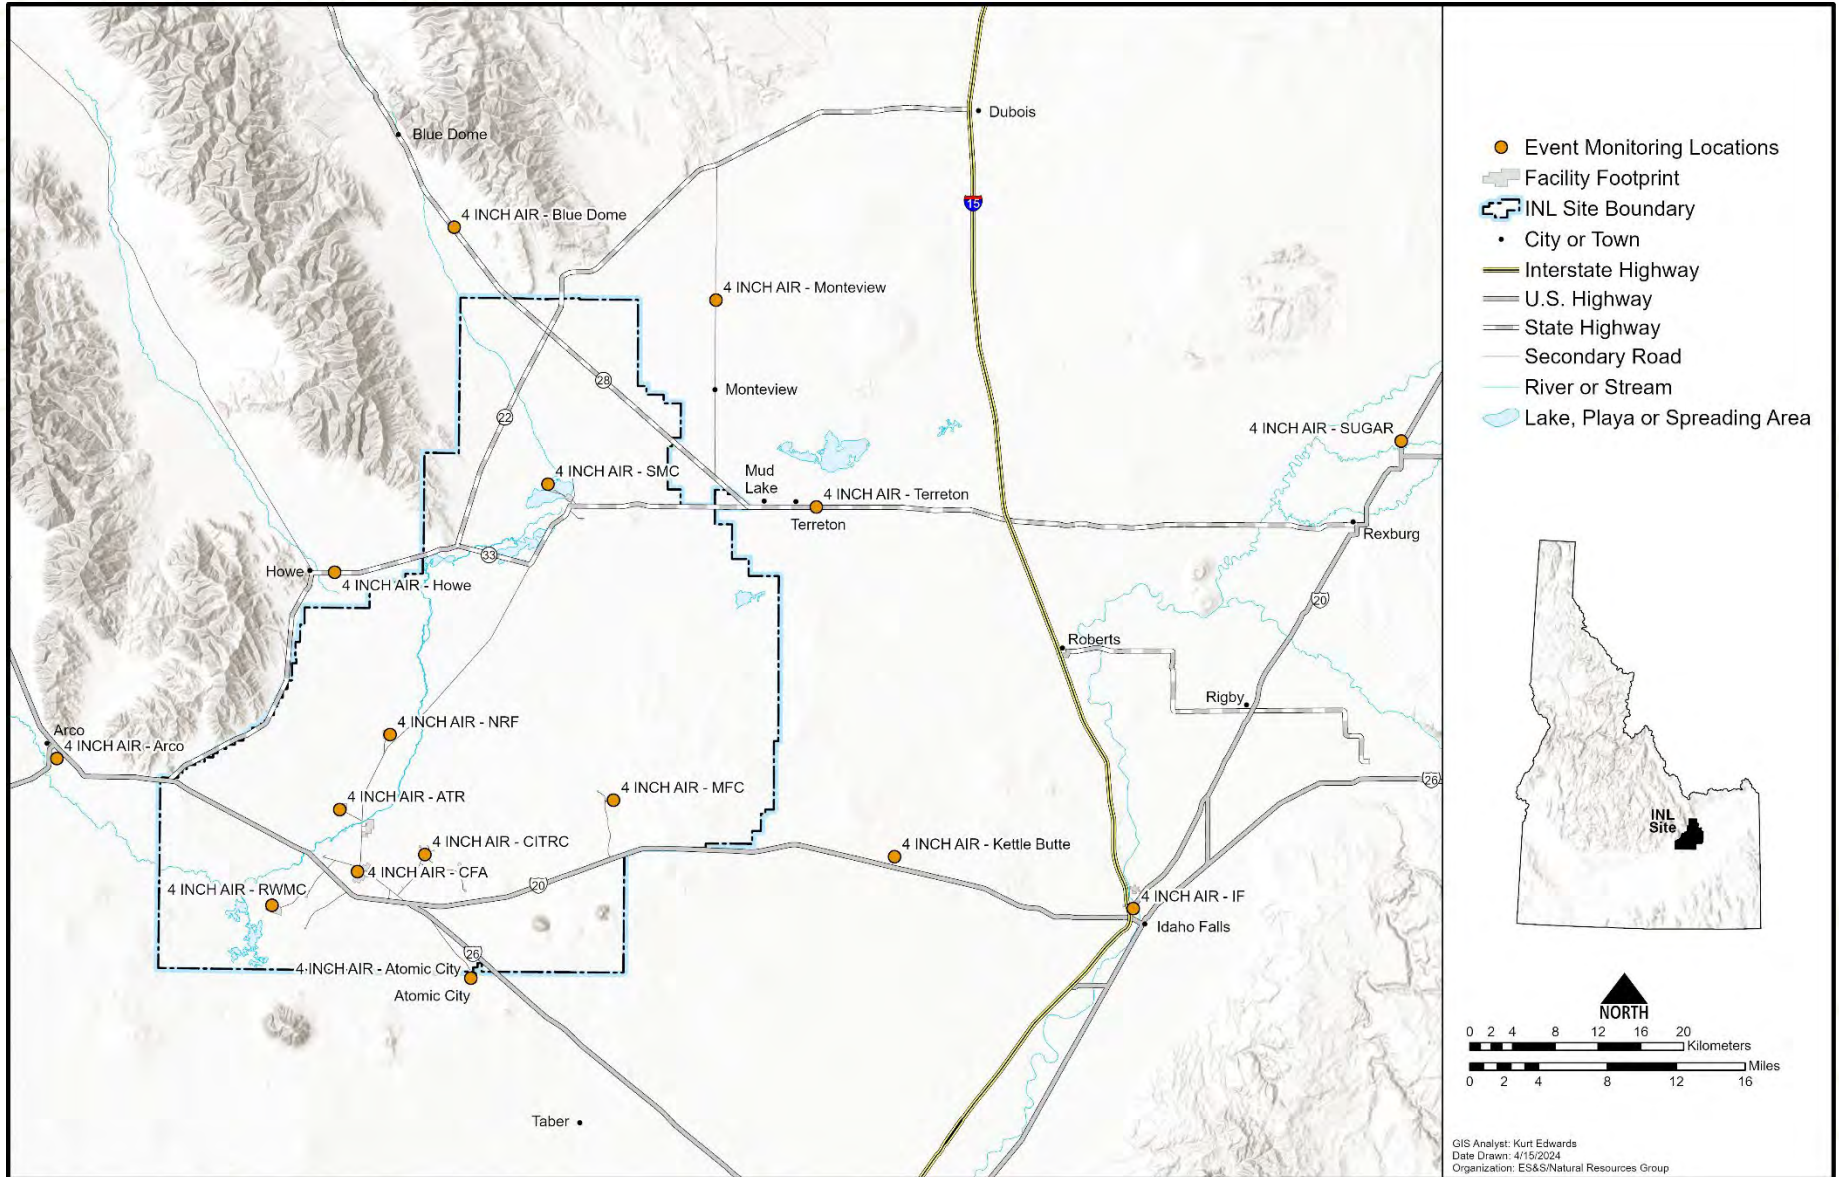 Dubois
Blue Dome
15
4 INCH AIR - Blue Dome
4 INCH AIR - Monteview
28
Monteview
22
4 INCH AIR - SUGAR
4 INCH AIR - SMC
Mud
Lake
4 INCH AIR - Terreton
Terreton
Rexburg
33
Howe
4 INCH AIR - Howe
20
Roberts
Rigby
4 INCH AIR - NRF
Arco
4 INCH AIR - Arco
26
4 INCH AIR - MFC
4 INCH AIR - ATR
4 INCH AIR - CITRC
4 INCH AIR - Kettle Butte
4 INCH AIR - CFA
20
4 INCH AIR - RWMC
4 INCH AIR - IF
Idaho Falls
26
4 INCH AIR - Atomic City
Atomic City
Taber
Event Monitoring Locations
Facility Footprint
INL Site Boundary
City or Town
Interstate Highway
U.S. Highway
State Highway
Secondary Road
River or Stream
Lake, Playa or Spreading Area
INL
Site
NORTH
0 2 4 8 12 16 20
Kilometers
Miles
0 2 4 8 12 16
GIS Analyst: Kurt Edwards
Date Drawn: 4/15/2024
Organization: ES&S/Natural Resources Group